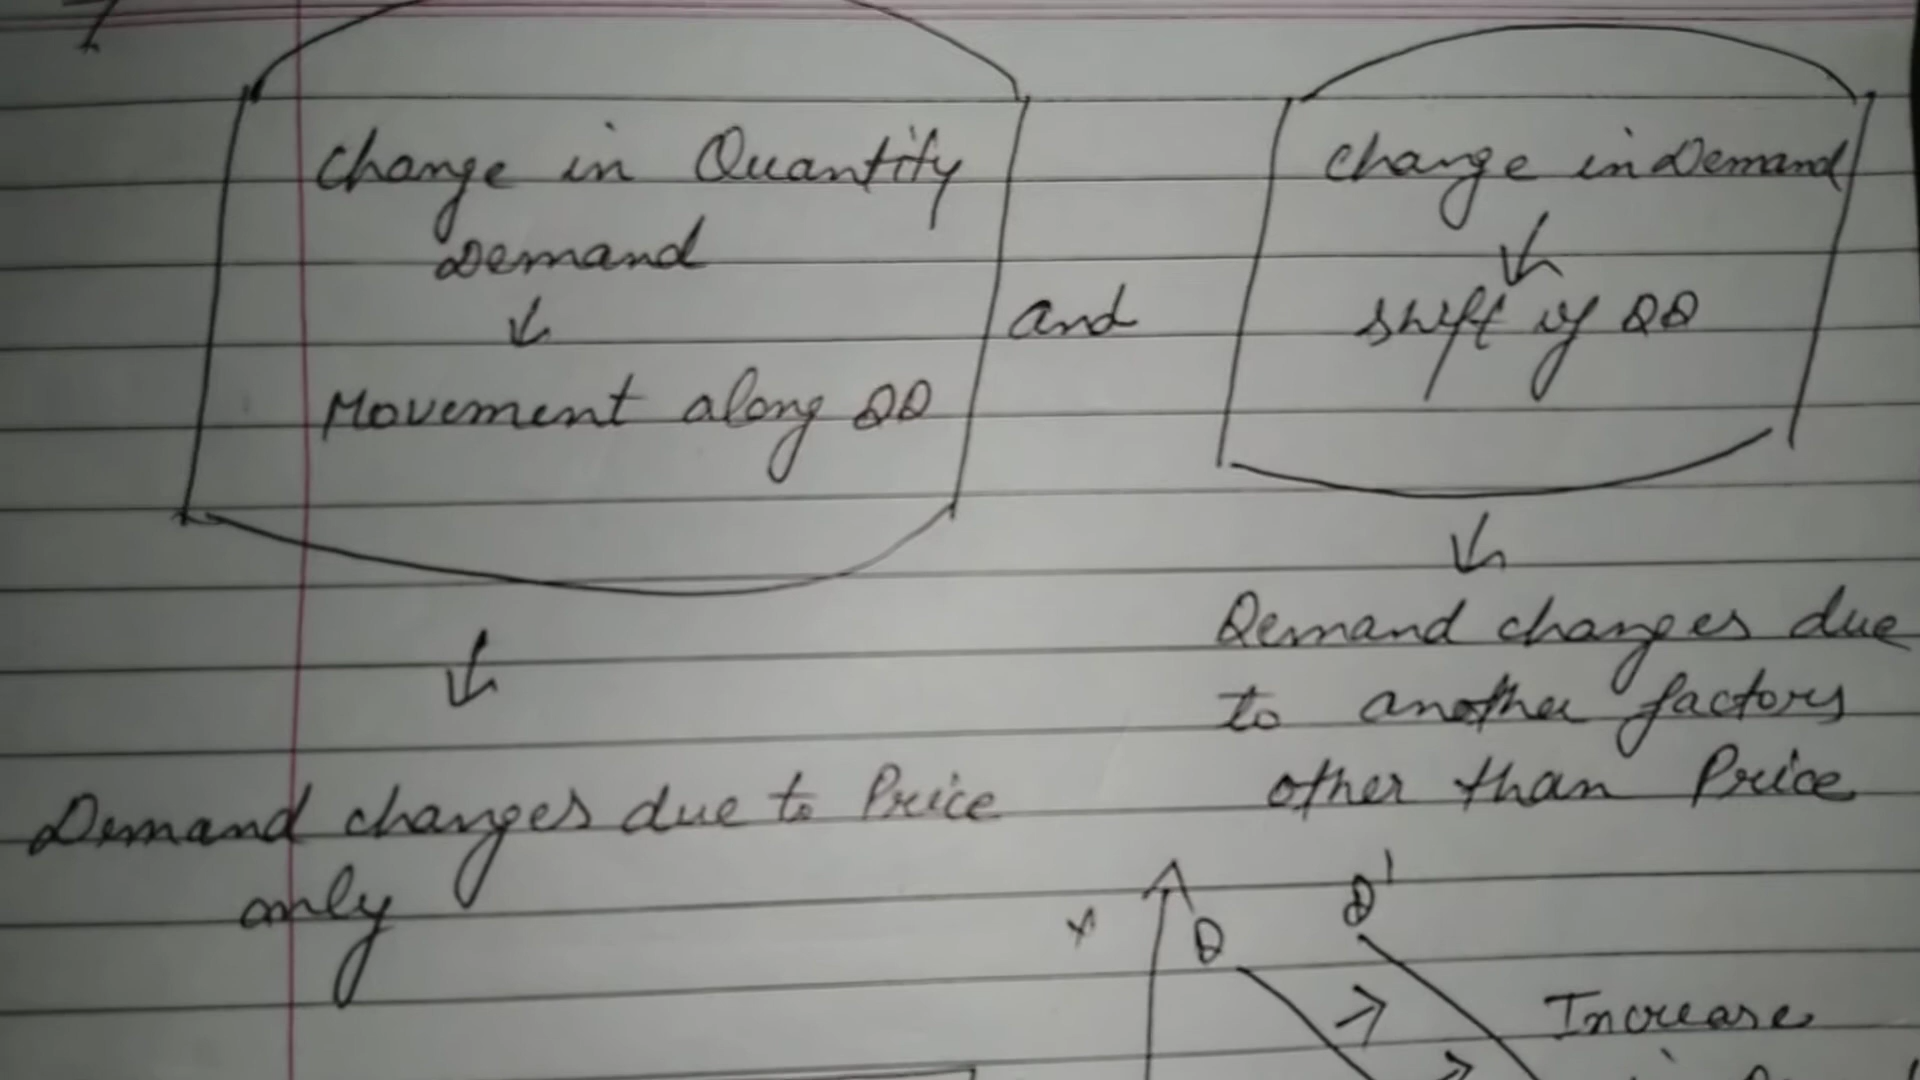 Change in Quantity
Demand
Movement along DD
and
Change in Demand
shift of DD
Demand changes due to Price
only
Demand changes due
to another factors
other than Price
D
D'
Increase